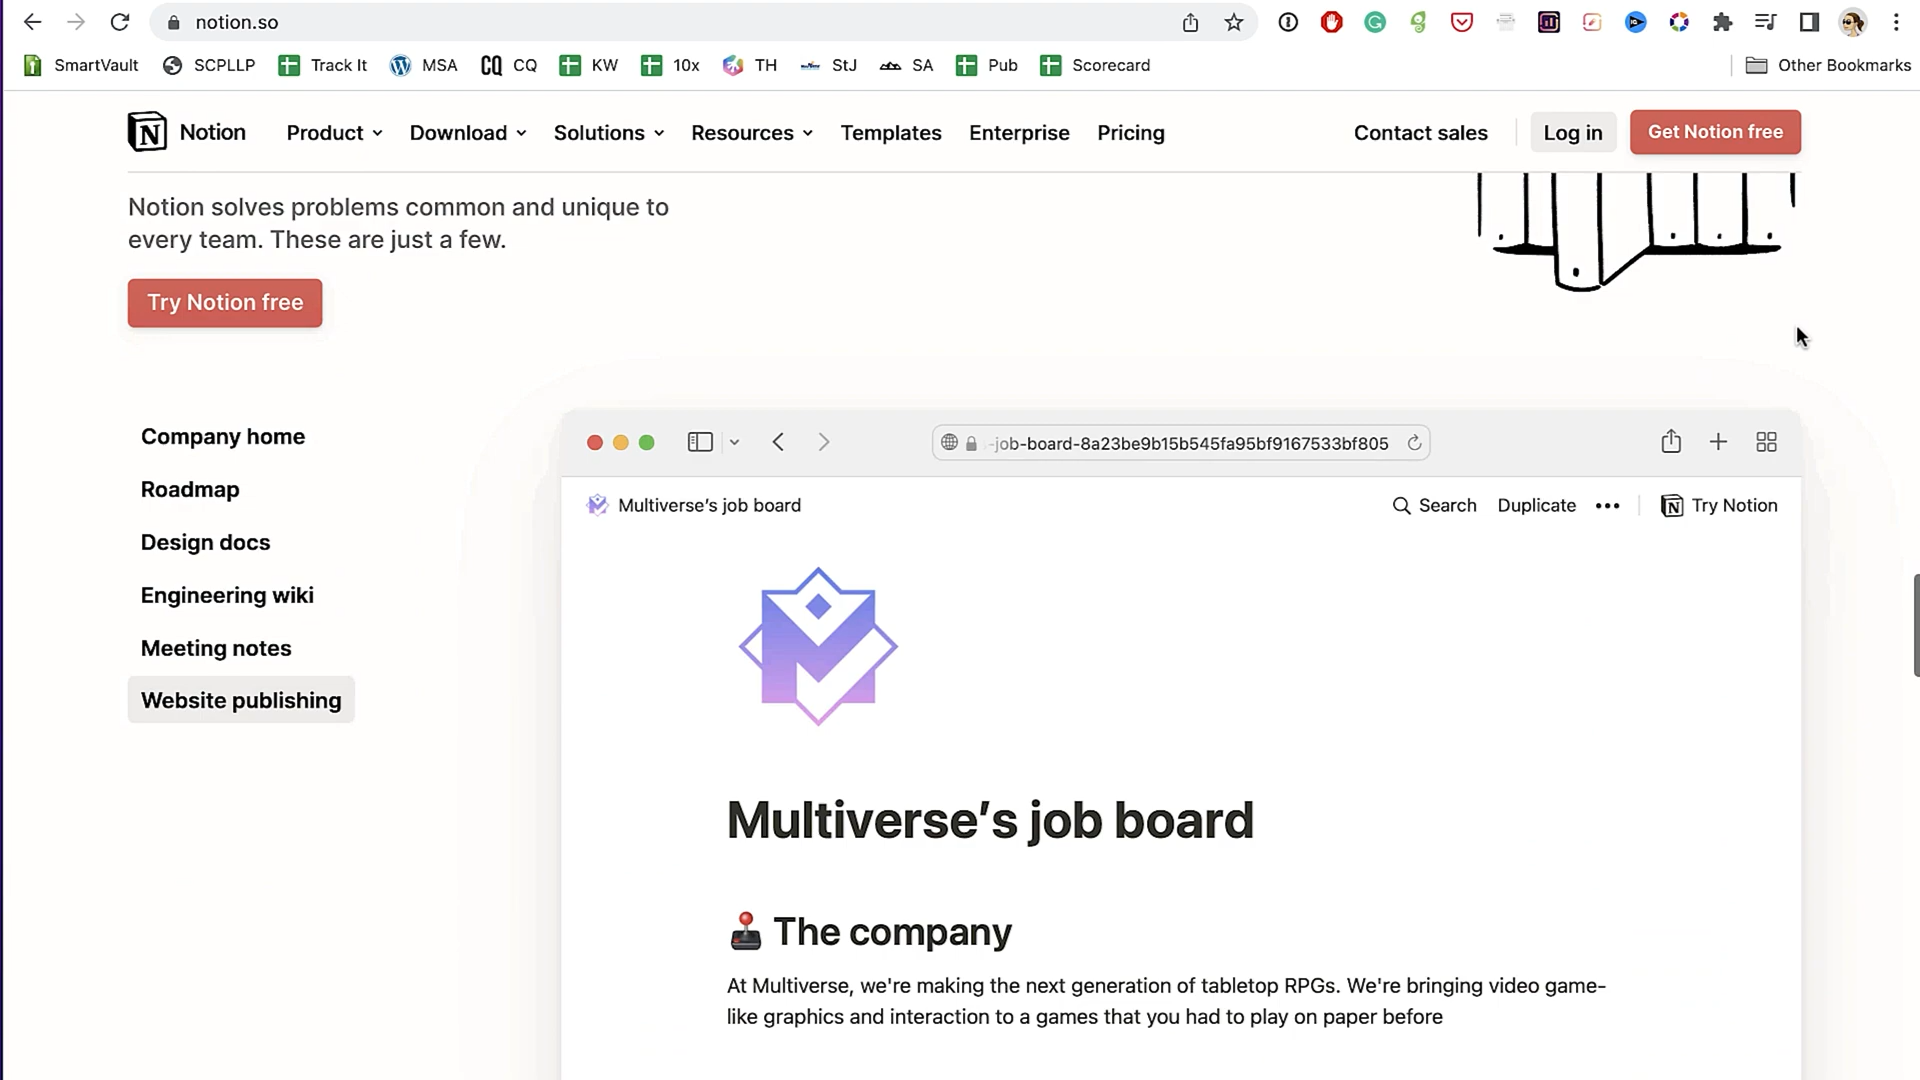 notion.so
SmartVault SCPLLP Track It MSA CQ CQ KW 10x TH StJ SA Pub Scorecard Other Bookmarks
Notion Product Download Solutions Resources Templates Enterprise Pricing Contact sales Log in Get Notion free
Notion solves problems common and unique to
every team. These are just a few.
Try Notion free
Company home
Roadmap
Design docs
Engineering wiki
Meeting notes
Website publishing
-job-board-8a23be9b15b545fa95bf9167533bf805
Multiverse’s job board Search Duplicate ••• Try Notion
Multiverse’s job board
The company
At Multiverse, we're making the next generation of tabletop RPGs. We're bringing video game-
like graphics and interaction to a games that you had to play on paper before